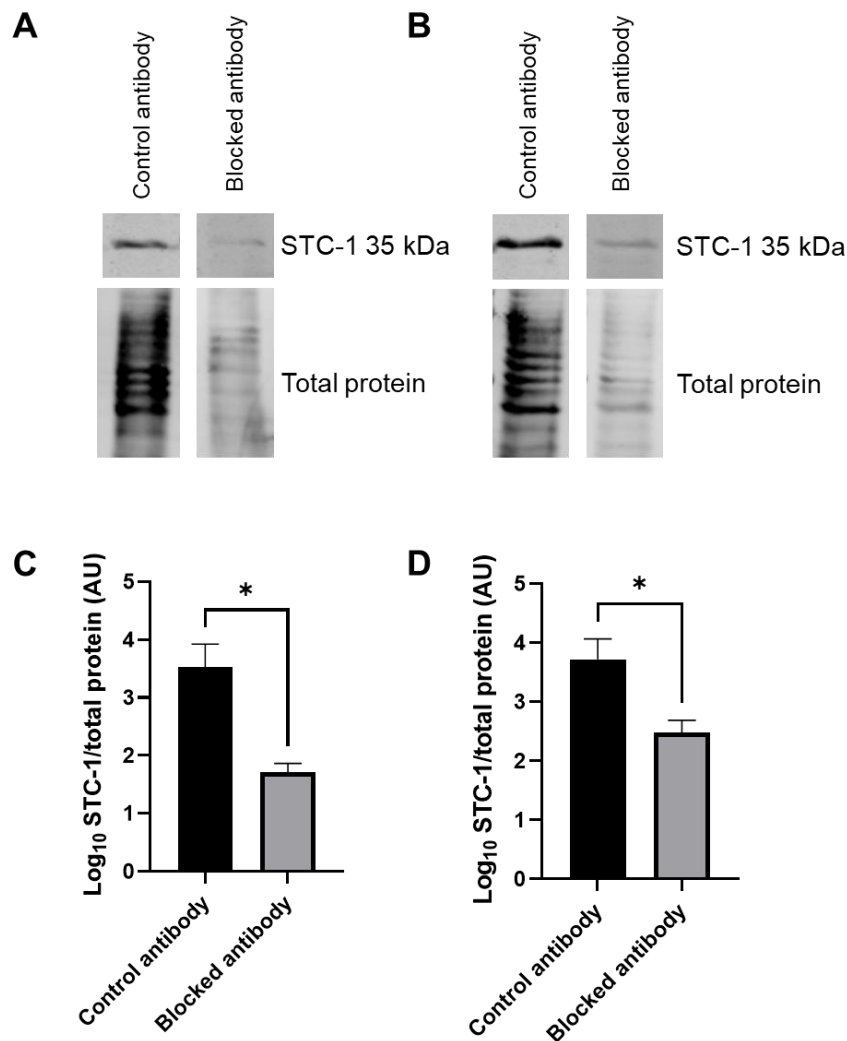 A
Control antibody
Blocked antibody
STC-1 35 kDa
Total protein
B
Control antibody
Blocked antibody
STC-1 35 kDa
Total protein
C
Log₁₀ STC-1/total protein (AU)
5
4
3
2
1
0
*
Control antibody
Blocked antibody
D
Log₁₀ STC-1/total protein (AU)
5
4
3
2
1
0
*
Control antibody
Blocked antibody